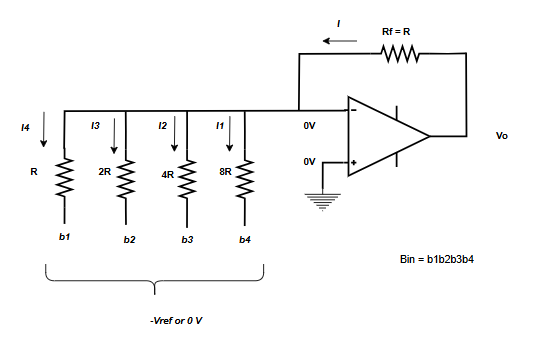 I
Rf = R
I4
I3
I2
I1
0V
Vo
R
2R
4R
8R
0V
b1
b2
b3
b4
Bin = b1b2b3b4
-Vref or 0 V